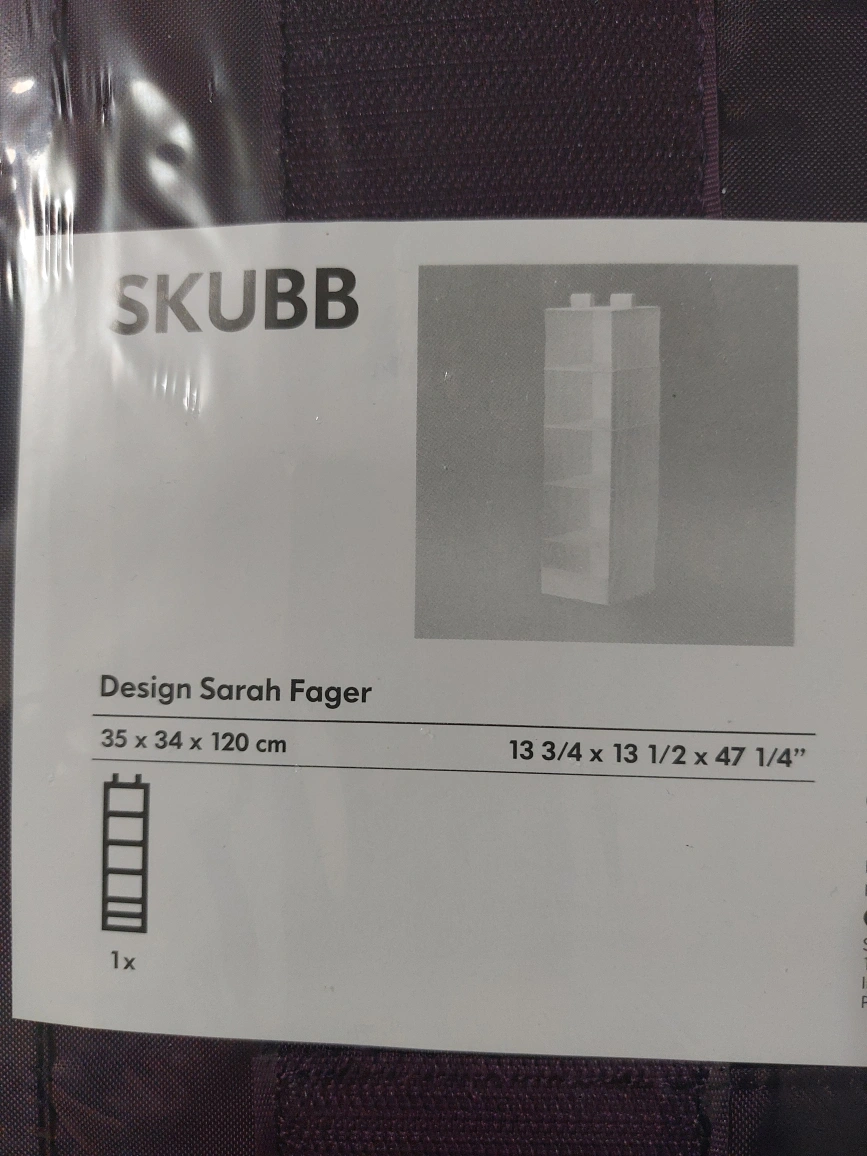 SKUBB
Design Sarah Fager
35 x 34 x 120 cm
13 3/4 x 13 1/2 x 47 1/4”
1x